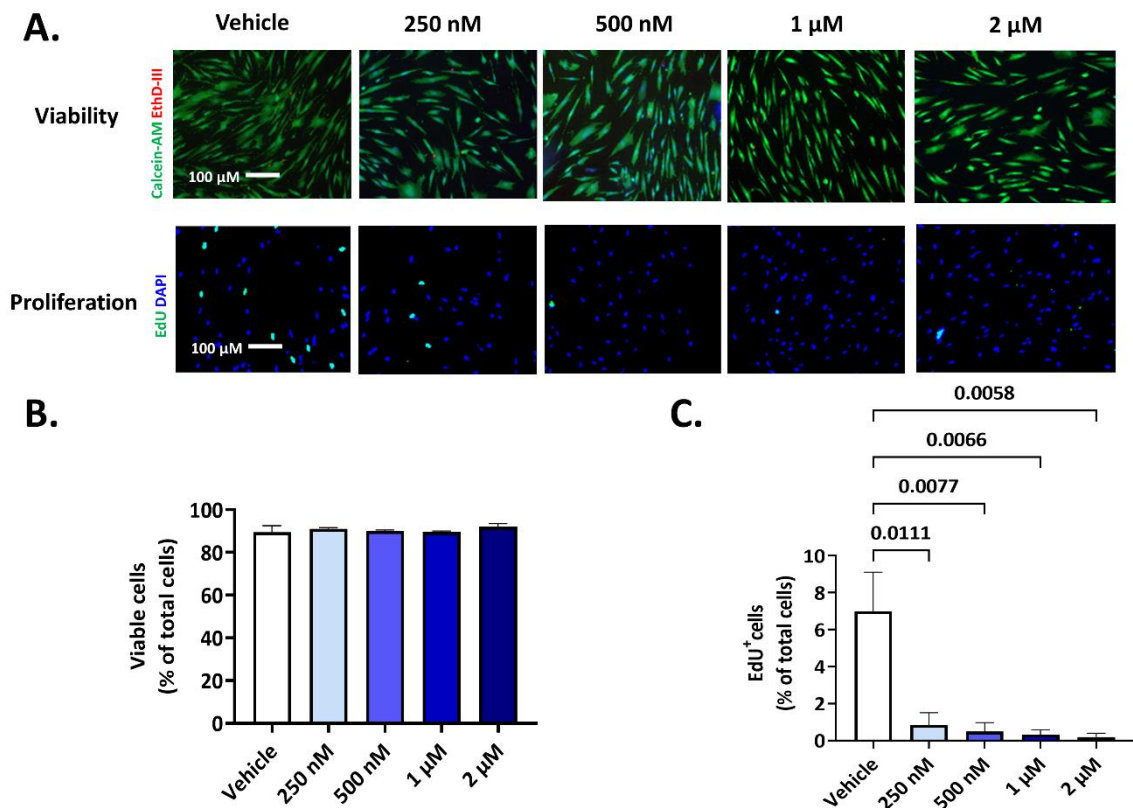 A.
Vehicle 250 nM 500 nM 1 µM 2 µM
Viability
Calcein-AM EthD-III
100 µM
Proliferation
EdU DAPI
100 µM
B.
Viable cells
(% of total cells)
100
80
60
40
20
0
Vehicle 250 nM 500 nM 1 µM 2 µM
C.
0.0058
0.0066
0.0077
0.0111
EdU⁺cells
(% of total cells)
10
8
6
4
2
0
Vehicle 250 nM 500 nM 1 µM 2 µM